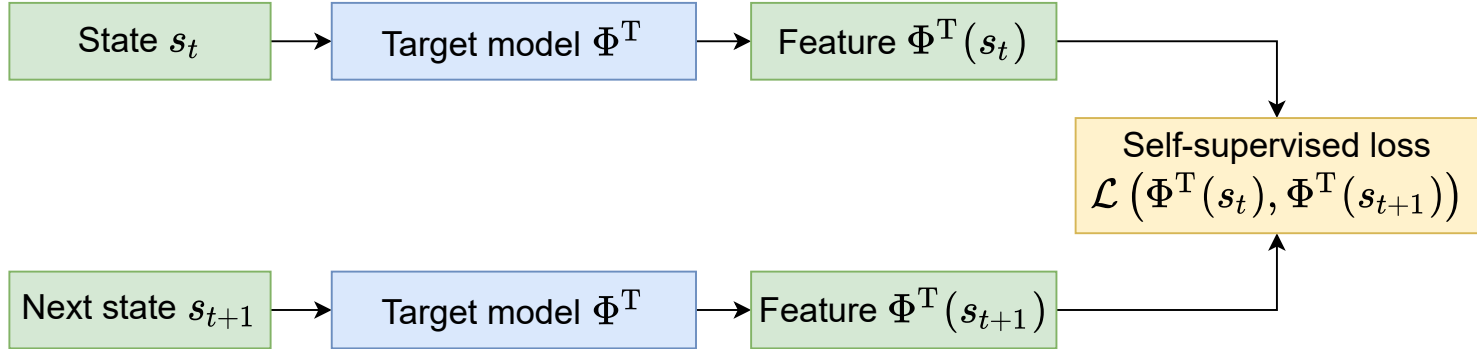 State $s_t$
Target model $\Phi^{\mathrm{T}}$
Feature $\Phi^{\mathrm{T}}(s_t)$
Self-supervised loss
$\mathcal{L}\left(\Phi^{\mathrm{T}}(s_t), \Phi^{\mathrm{T}}(s_{t+1})\right)$
Next state $s_{t+1}$
Target model $\Phi^{\mathrm{T}}$
Feature $\Phi^{\mathrm{T}}(s_{t+1})$